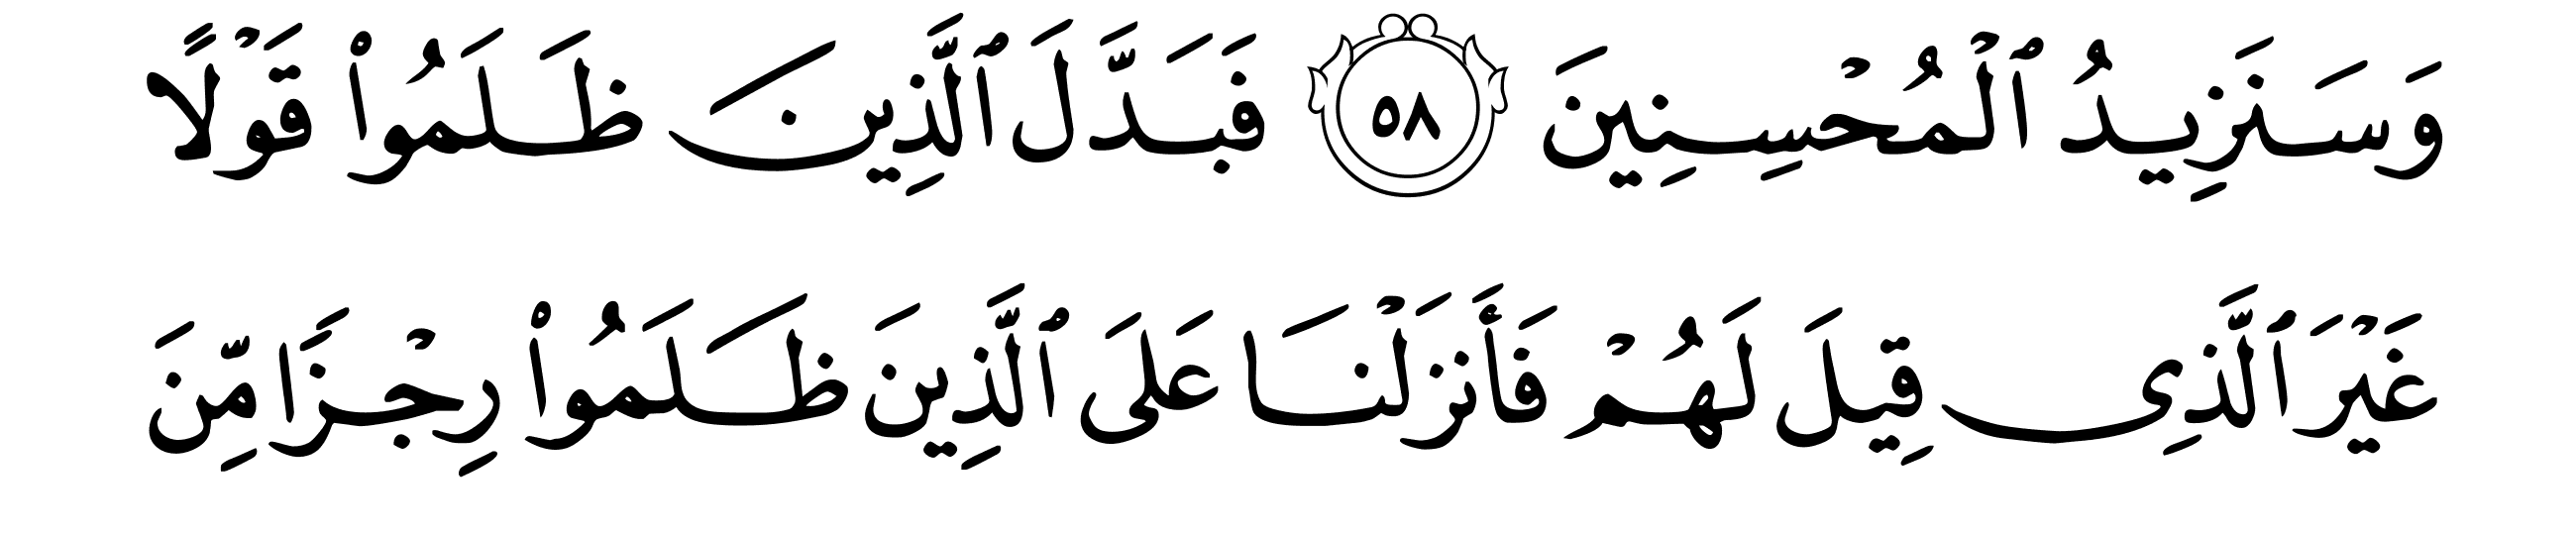 وَسَنَزِيدُ ٱلْمُحْسِنِينَ ٥٨ فَبَدَّلَ ٱلَّذِينَ ظَلَمُوا۟ قَوْلًا
غَيْرَ ٱلَّذِى قِيلَ لَهُمْ فَأَنزَلْنَا عَلَى ٱلَّذِينَ ظَلَمُوا۟ رِجْزًا مِّنَ